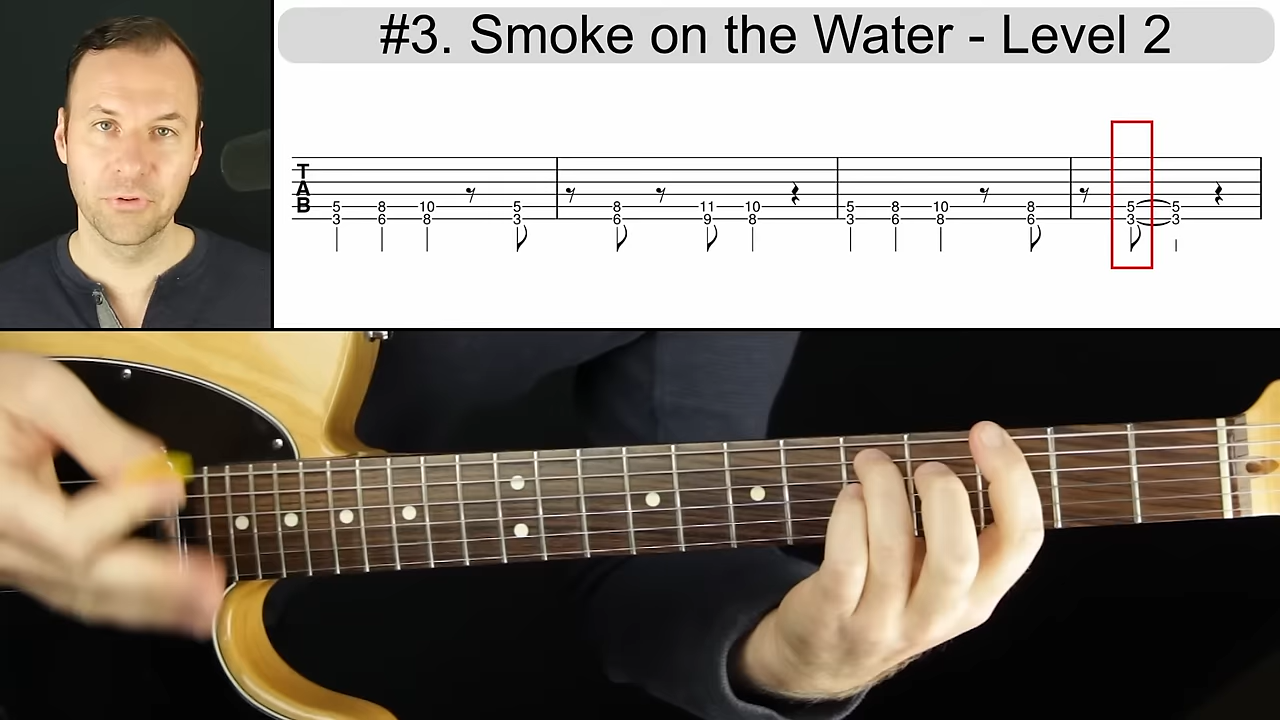 #3. Smoke on the Water - Level 2
T
A
B
5 8 10 5 8 11 10 5 8 10 8 5 5
3 6 8 3 6 9 8 3 6 8 6 3 3